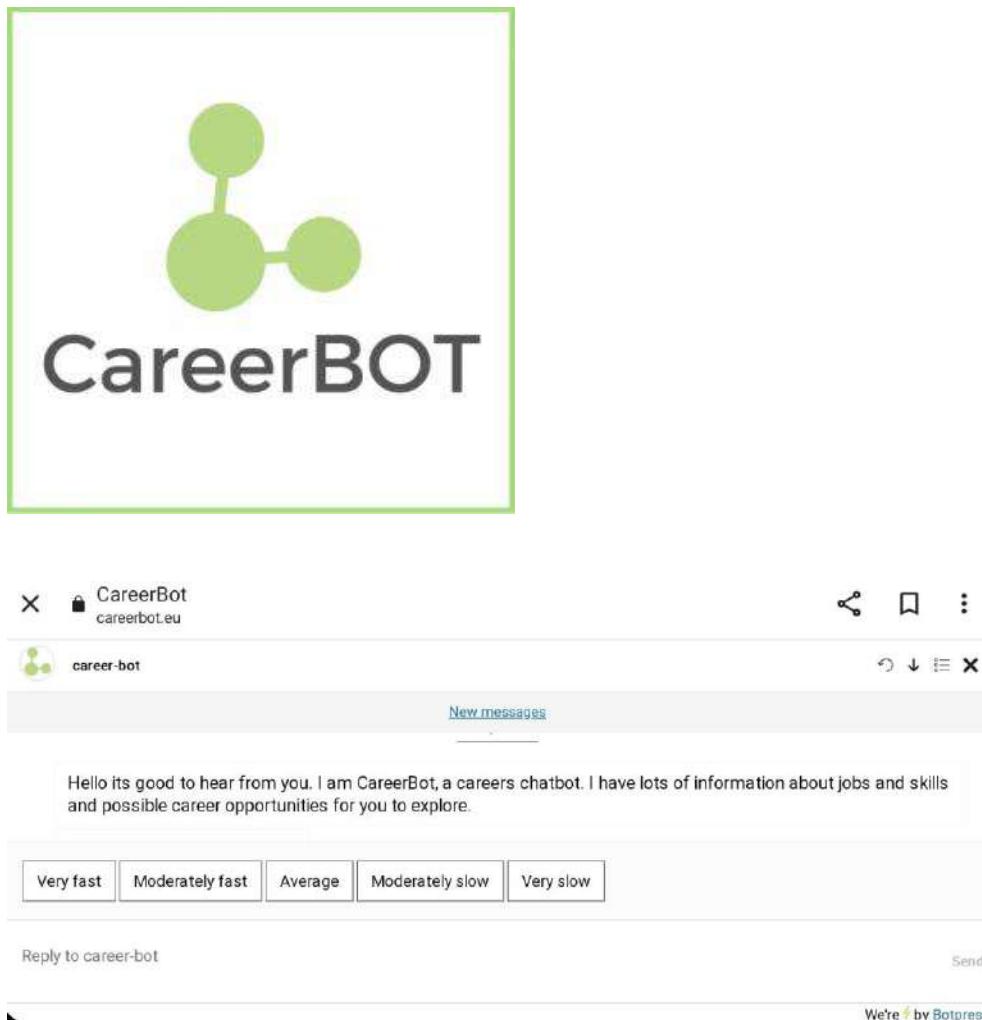 CareerBOT
CareerBot
careerbot.eu
career-bot
New messages
Hello its good to hear from you. I am CareerBot, a careers chatbot. I have lots of information about jobs and skills
and possible career opportunities for you to explore.
Very fast Moderately fast Average Moderately slow Very slow
Reply to career-bot
Send
We're⚡by Botpres